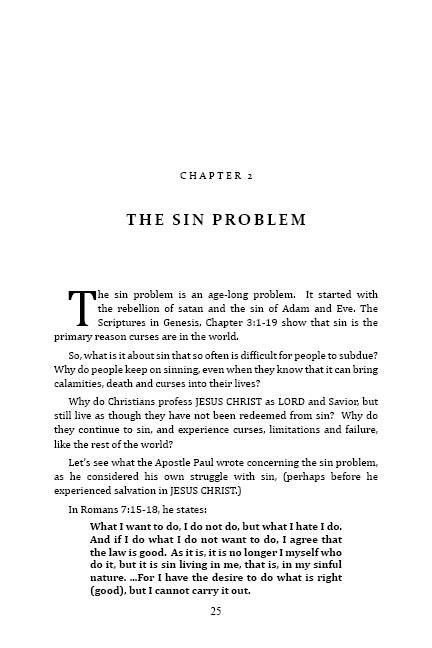 CHAPTER 2
THE SIN PROBLEM
The sin problem is an age-long problem. It started with
the rebellion of satan and the sin of Adam and Eve. The
Scriptures in Genesis, Chapter 3:1-19 show that sin is the
primary reason curses are in the world.
So, what is it about sin that so often is difficult for people to subdue?
Why do people keep on sinning, even when they know that it can bring
calamities, death and curses into their lives?
Why do Christians profess JESUS CHRIST as LORD and Savior, but
still live as though they have not been redeemed from sin? Why do
they continue to sin, and experience curses, limitations and failure,
like the rest of the world?
Let's see what the Apostle Paul wrote concerning the sin problem,
as he considered his own struggle with sin, (perhaps before he
experienced salvation in JESUS CHRIST.)
In Romans 7:15-18, he states:
What I want to do, I do not do, but what I hate I do.
And if I do what I do not want to do, I agree that
the law is good. As it is, it is no longer I myself who
do it, but it is sin living in me, that is, in my sinful
nature. ...For I have the desire to do what is right
(good), but I cannot carry it out.
25